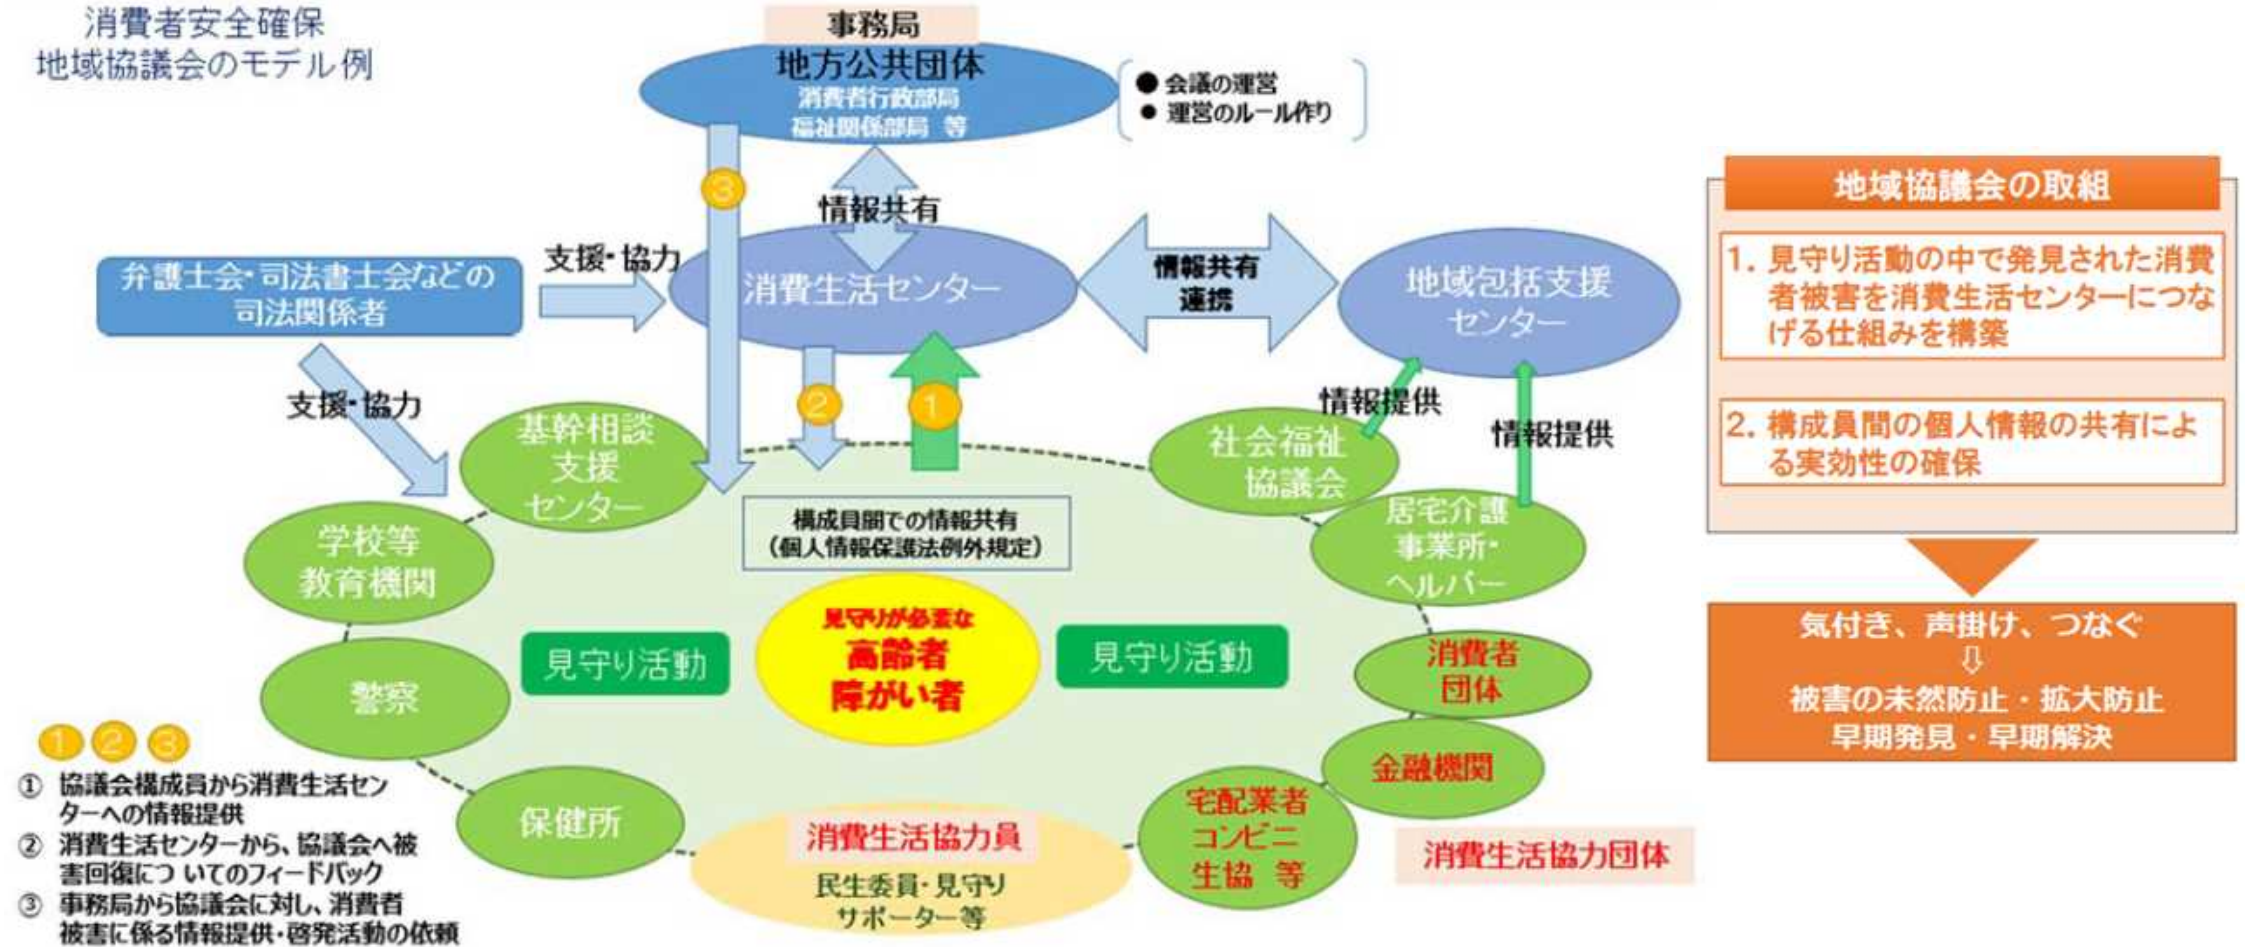 消費者安全確保
地域協議会のモデル例
事務局
地方公共団体
消費者行政部局
福祉関係部局 等
● 会議の運営
● 運営のルール作り
③
情報共有
弁護士会・司法書士会などの
司法関係者
支援・協力
消費生活センター
情報共有
連携
地域包括支援
センター
支援・協力
②
①
情報提供
情報提供
基幹相談
支援
センター
社会福祉
協議会
学校等
教育機関
構成員間での情報共有
（個人情報保護法例外規定）
居宅介護
事業所・
ヘルパー
見守り活動
見守りが必要な
高齢者
障がい者
見守り活動
消費者
団体
警察
金融機関
保健所
消費生活協力員
民生委員・見守り
サポーター等
宅配業者
コンビニ
生協 等
消費生活協力団体
① ② ③
① 協議会構成員から消費生活セン
ターへの情報提供
② 消費生活センターから、協議会へ被
害回復につ いてのフィードバック
③ 事務局から協議会に対し、消費者
被害に係る情報提供・啓発活動の依頼
地域協議会の取組
1. 見守り活動の中で発見された消費
者被害を消費生活センターにつな
げる仕組みを構築
2. 構成員間の個人情報の共有によ
る実効性の確保
気付き、声掛け、つなぐ
⇩
被害の未然防止・拡大防止
早期発見・早期解決